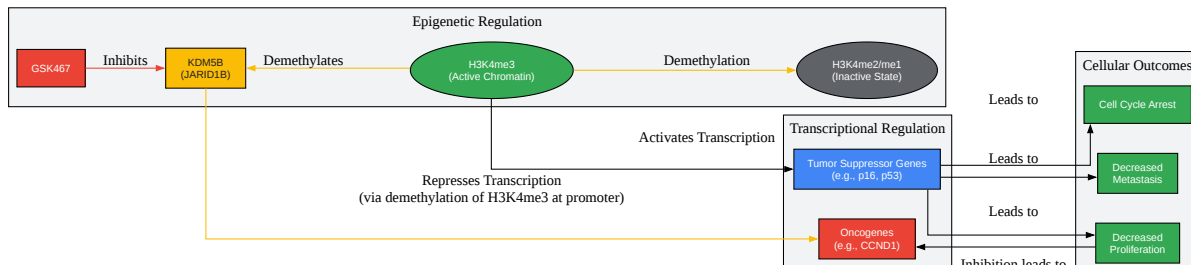 Epigenetic Regulation
GSK467
Inhibits
KDM5B
(JARID1B)
Demethylates
H3K4me3
(Active Chromatin)
Demethylation
H3K4me2/me1
(Inactive State)
Cellular Outcomes
Leads to
Cell Cycle Arrest
Activates Transcription
Transcriptional Regulation
Tumor Suppressor Genes
(e.g., p16, p53)
Leads to
Decreased
Metastasis
Represses Transcription
(via demethylation of H3K4me3 at promoter)
Leads to
Oncogenes
(e.g., CCND1)
Decreased
Proliferation
Inhibition leads to